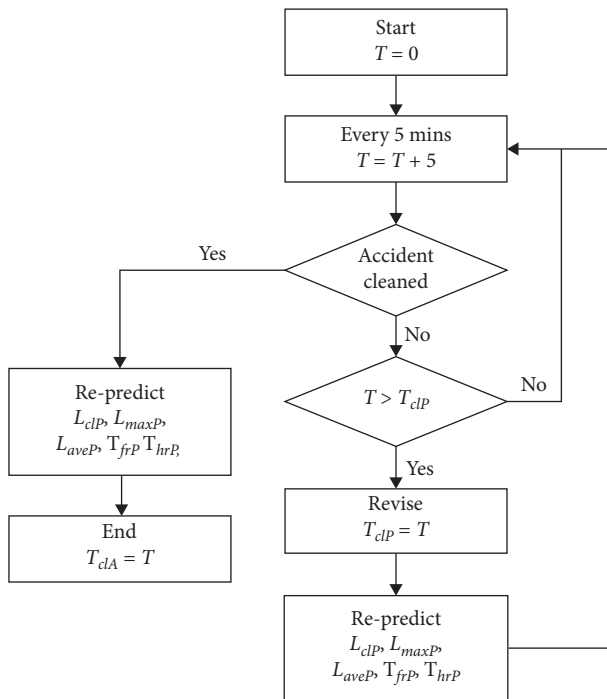 Start
T = 0
Every 5 mins
T = T + 5
Accident
cleaned
Yes
No
T > T_clP
No
Yes
Re-predict
L_clP, L_maxP,
L_aveP, T_frP T_hrP,
End
T_clA = T
Revise
T_clP = T
Re-predict
L_clP, L_maxP,
L_aveP, T_frP, T_hrP